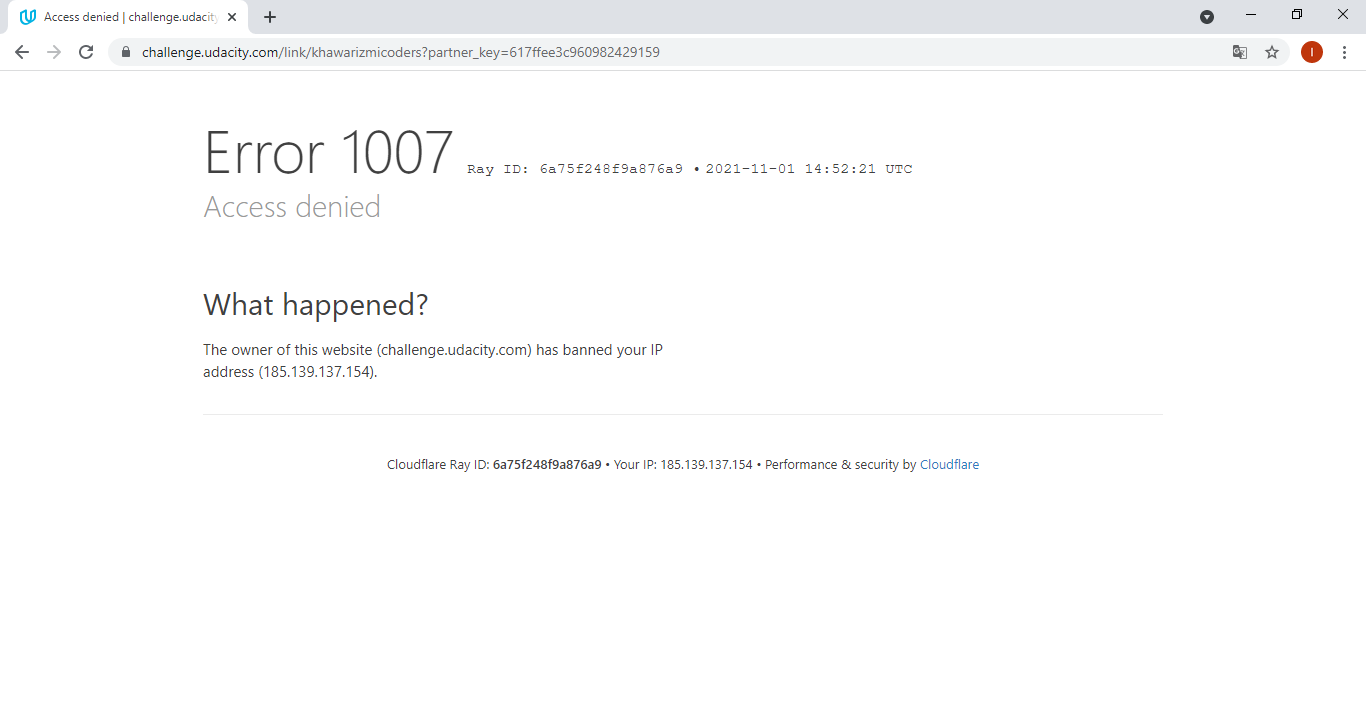 Access denied | challenge.udacity
challenge.udacity.com/link/khawarizmicoders?partner_key=617ffee3c960982429159
I
Error 1007 Ray ID: 6a75f248f9a876a9 • 2021-11-01 14:52:21 UTC
Access denied
What happened?
The owner of this website (challenge.udacity.com) has banned your IP
address (185.139.137.154).
Cloudflare Ray ID: 6a75f248f9a876a9 • Your IP: 185.139.137.154 • Performance & security by Cloudflare